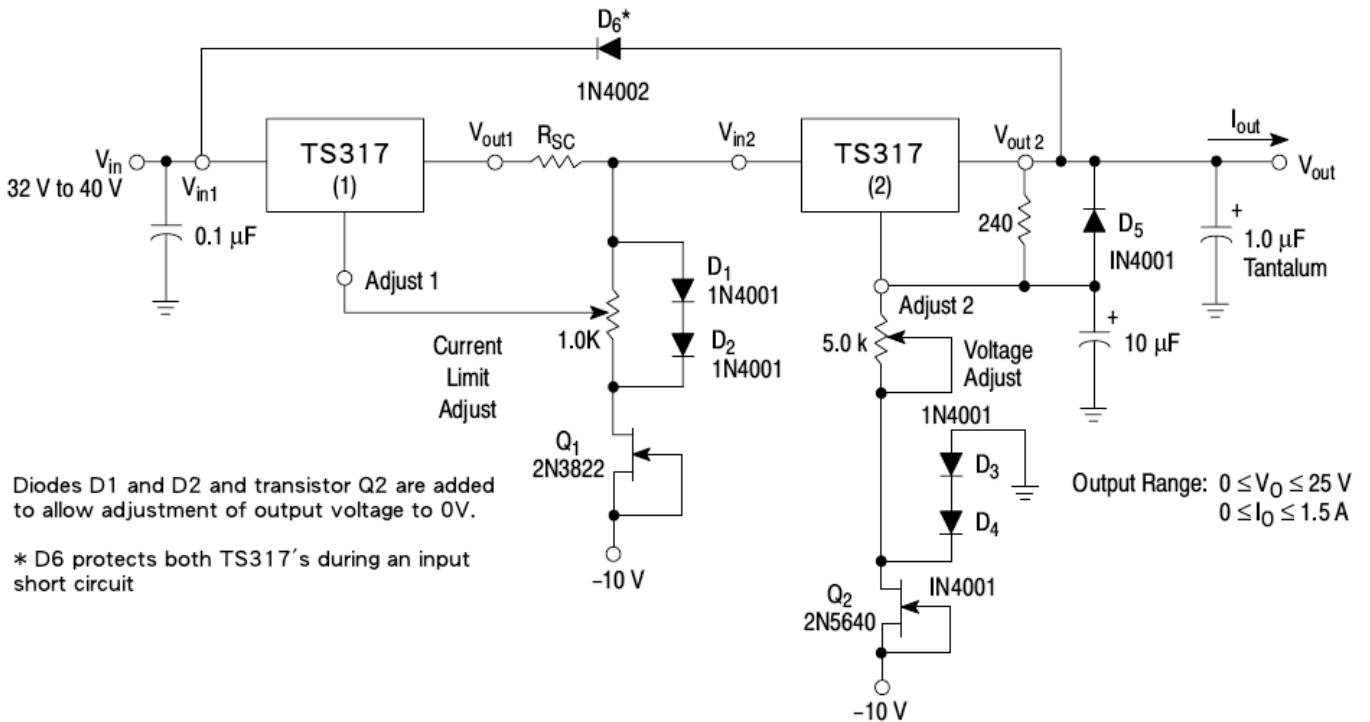 D6*
1N4002
Vin
32 V to 40 V
Vin1
0.1 µF
TS317
(1)
Adjust 1
Vout1
RSC
Vin2
TS317
(2)
Vout 2
Iout
Vout
240
D5
IN4001
+
1.0 µF
Tantalum
Adjust 2
+
10 µF
5.0 k
Voltage
Adjust
D1
1N4001
D2
1N4001
1.0K
Current
Limit
Adjust
Q1
2N3822
–10 V
1N4001
D3
D4
IN4001
Q2
2N5640
–10 V
Output Range: 0 ≤ VO ≤ 25 V
0 ≤ IO ≤ 1.5 A
Diodes D1 and D2 and transistor Q2 are added
to allow adjustment of output voltage to 0V.
* D6 protects both TS317′s during an input
short circuit